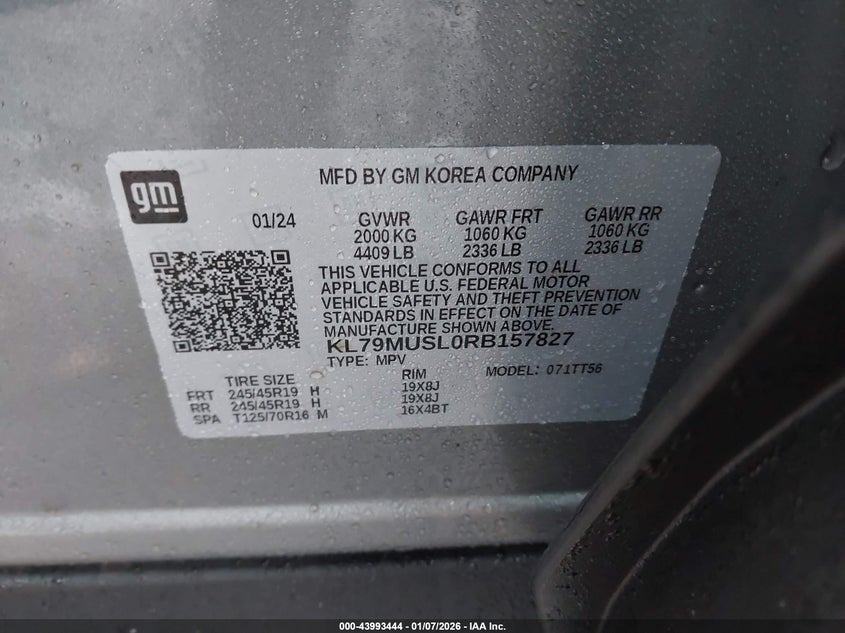 gm
MFD BY GM KOREA COMPANY
01/24 GVWR GAWR FRT GAWR RR
2000 KG 1060 KG 1060 KG
4409 LB 2336 LB 2336 LB
THIS VEHICLE CONFORMS TO ALL
APPLICABLE U.S. FEDERAL MOTOR
VEHICLE SAFETY AND THEFT PREVENTION
STANDARDS IN EFFECT ON THE DATE OF
MANUFACTURE SHOWN ABOVE.
KL79MUSL0RB157827
TYPE: MPV MODEL: 071TT56
TIRE SIZE RIM
FRT 245/45R19 H 19X8J
RR 245/45R19 H 19X8J
SPA T125/70R16 M 16X4BT
000-43993444 - 01/07/2026 - IAA Inc.